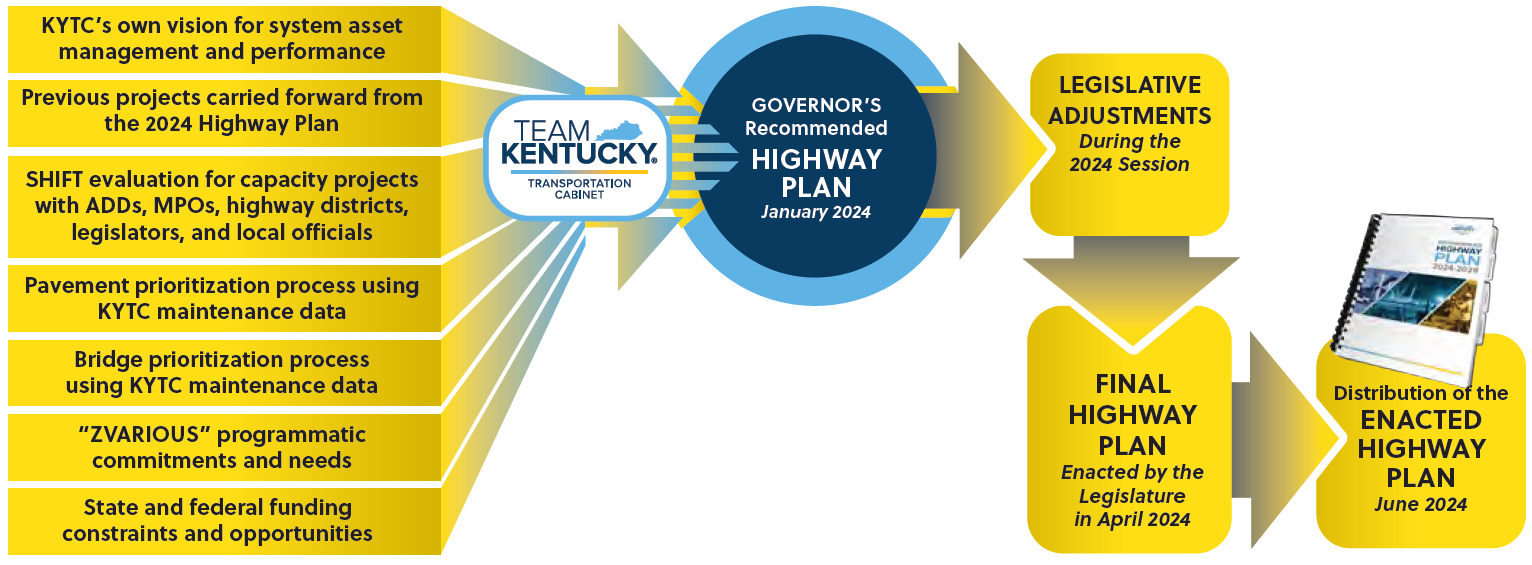 KYTC’s own vision for system asset
management and performance
Previous projects carried forward from
the 2024 Highway Plan
SHIFT evaluation for capacity projects
with ADDs, MPOs, highway districts,
legislators, and local officials
Pavement prioritization process using
KYTC maintenance data
Bridge prioritization process
using KYTC maintenance data
“ZVARIOUS” programmatic
commitments and needs
State and federal funding
constraints and opportunities
TEAM
KENTUCKY®
TRANSPORTATION
CABINET
GOVERNOR’S
Recommended
HIGHWAY
PLAN
January 2024
LEGISLATIVE
ADJUSTMENTS
During the
2024 Session
FINAL
HIGHWAY
PLAN
Enacted by the
Legislature
in April 2024
HIGHWAY
PLAN
2024-2026
Distribution of the
ENACTED
HIGHWAY
PLAN
June 2024